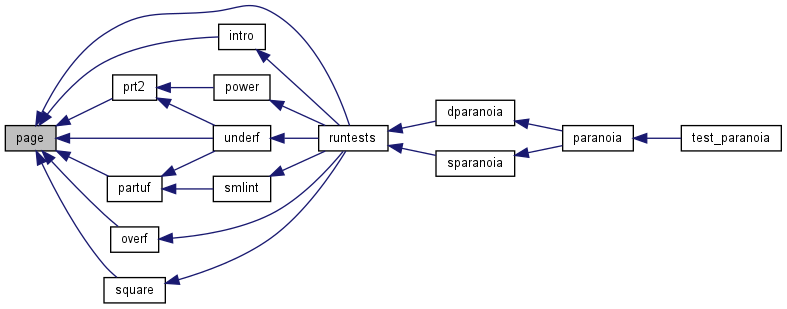 page
intro
prt2
power
underf
partuf
smlint
overf
square
runtests
dparanoia
sparanoia
paranoia
test_paranoia